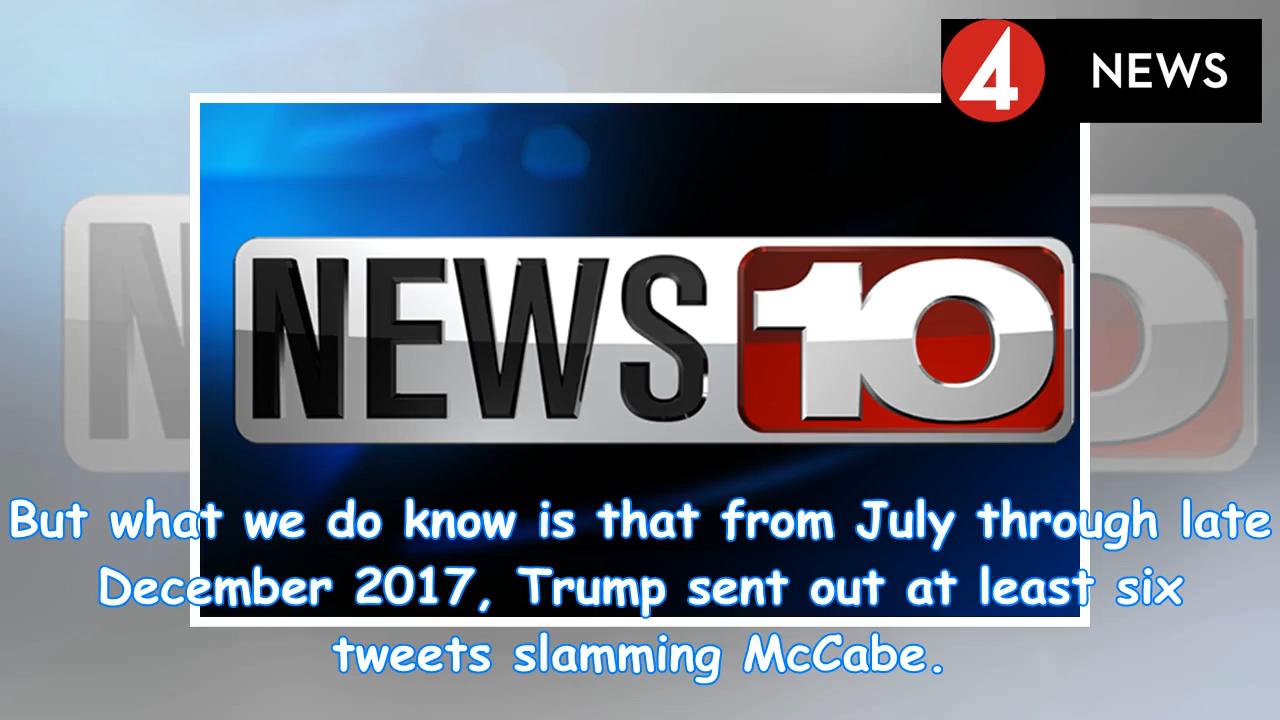 4 NEWS
NEWS 10
But what we do know is that from July through late
December 2017, Trump sent out at least six
tweets slamming McCabe.